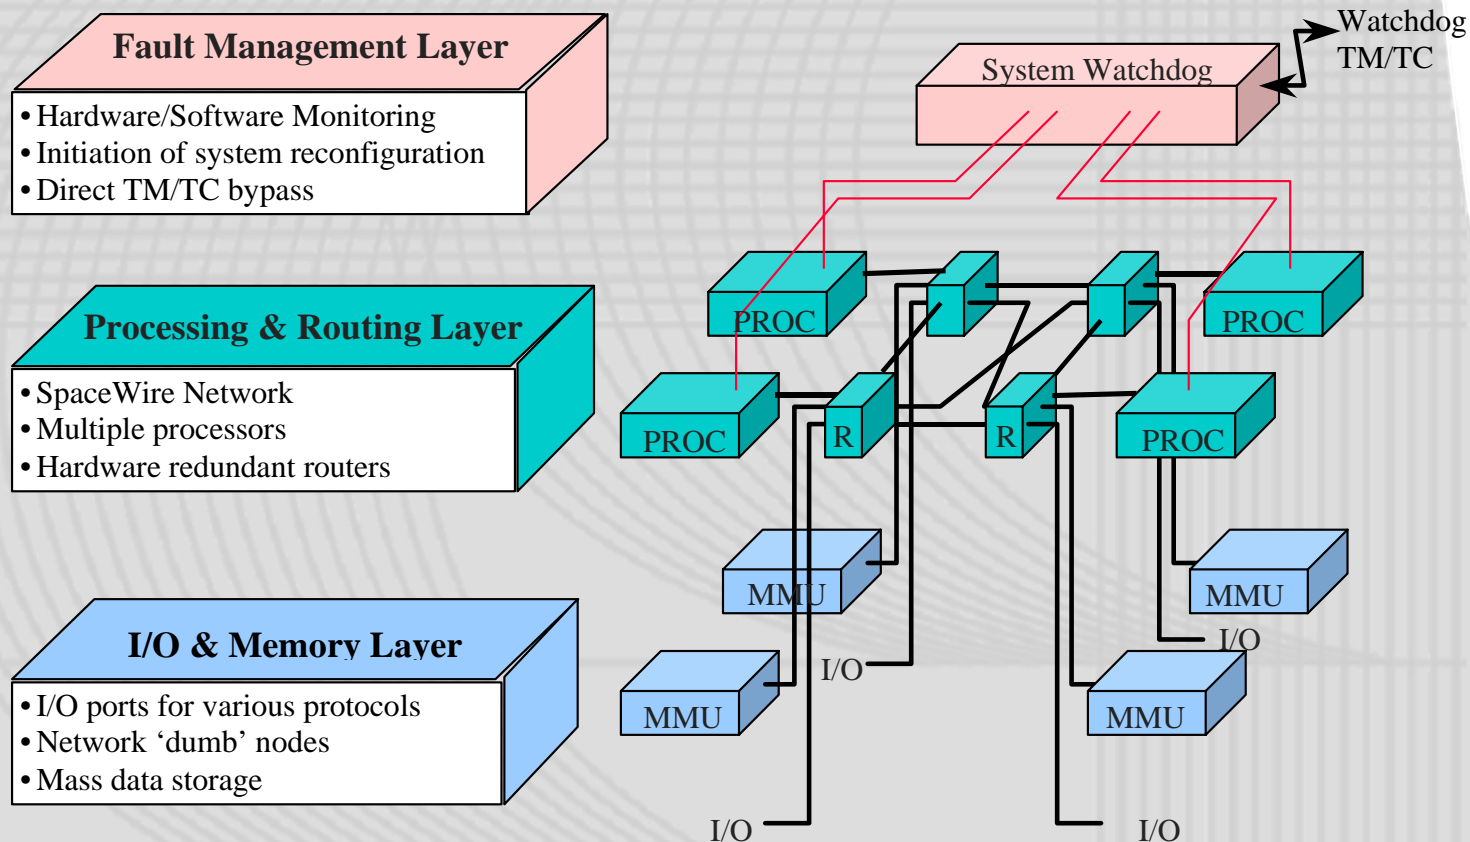 Fault Management Layer
• Hardware/Software Monitoring
• Initiation of system reconfiguration
• Direct TM/TC bypass
System Watchdog
Watchdog
TM/TC
Processing & Routing Layer
• SpaceWire Network
• Multiple processors
• Hardware redundant routers
PROC
PROC
PROC
R
R
PROC
I/O & Memory Layer
• I/O ports for various protocols
• Network ‘dumb’ nodes
• Mass data storage
MMU
MMU
I/O
I/O
MMU
MMU
I/O
I/O